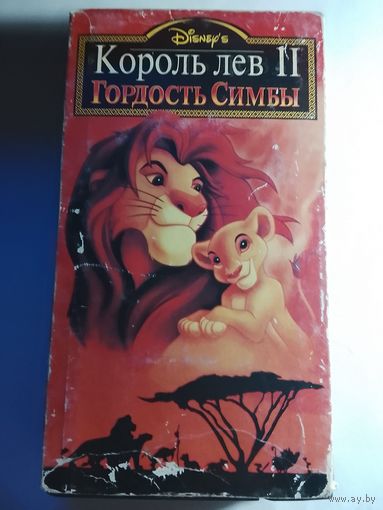 Disney's
Король лев II
Гордость Симбы
www.ay.by